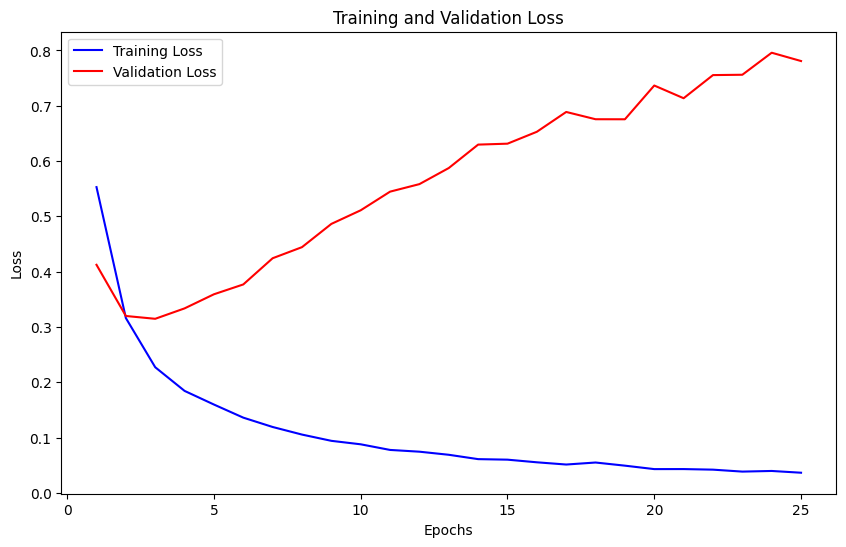 Training and Validation Loss
Training Loss
Validation Loss
Loss
0.8
0.7
0.6
0.5
0.4
0.3
0.2
0.1
0.0
0 5 10 15 20 25
Epochs